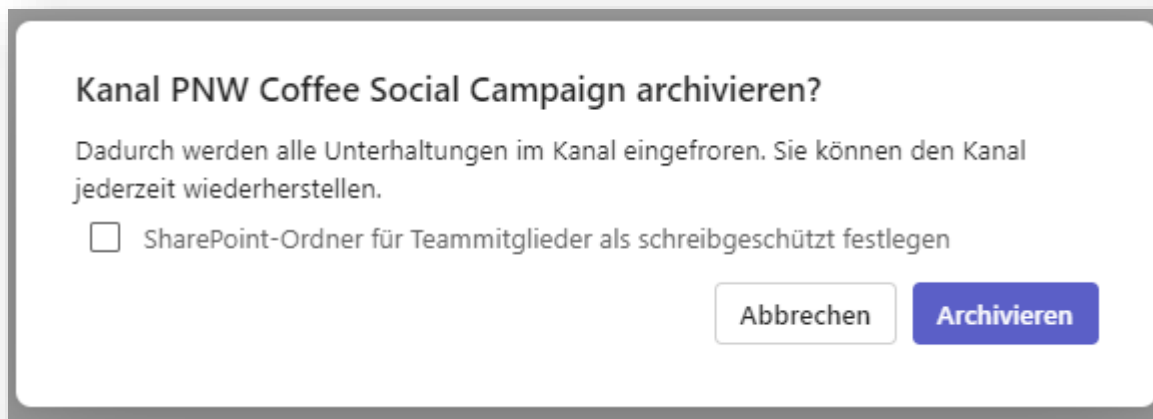 Kanal PNW Coffee Social Campaign archivieren?
Dadurch werden alle Unterhaltungen im Kanal eingefroren. Sie können den Kanal
jederzeit wiederherstellen.
SharePoint-Ordner für Teammitglieder als schreibgeschützt festlegen
Abbrechen
Archivieren